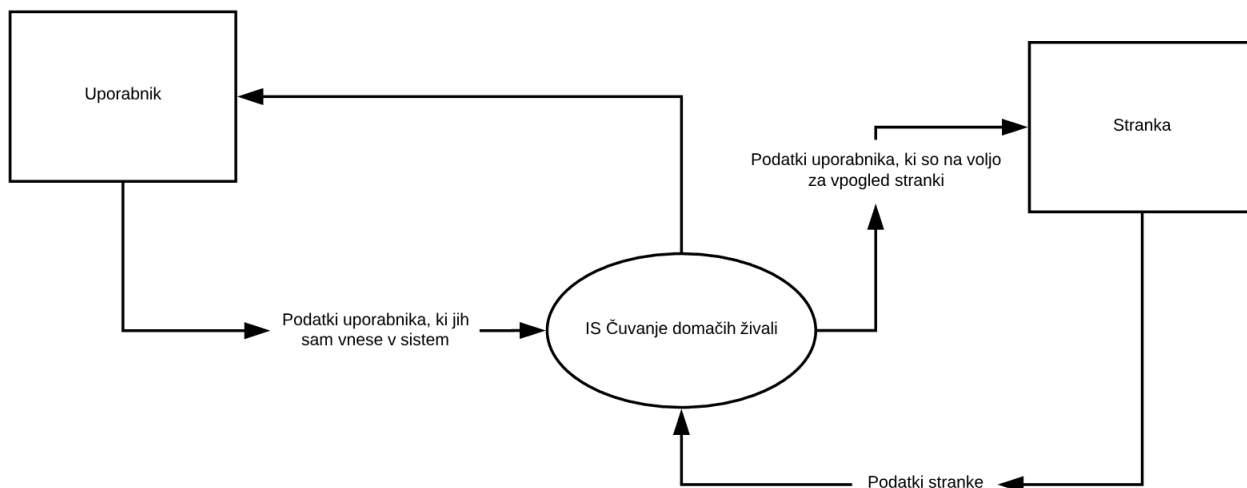 Uporabnik
Stranka
Podatki uporabnika, ki so na voljo
za vpogled stranki
Podatki uporabnika, ki jih
sam vnese v sistem
IS Čuvanje domačih živali
Podatki stranke